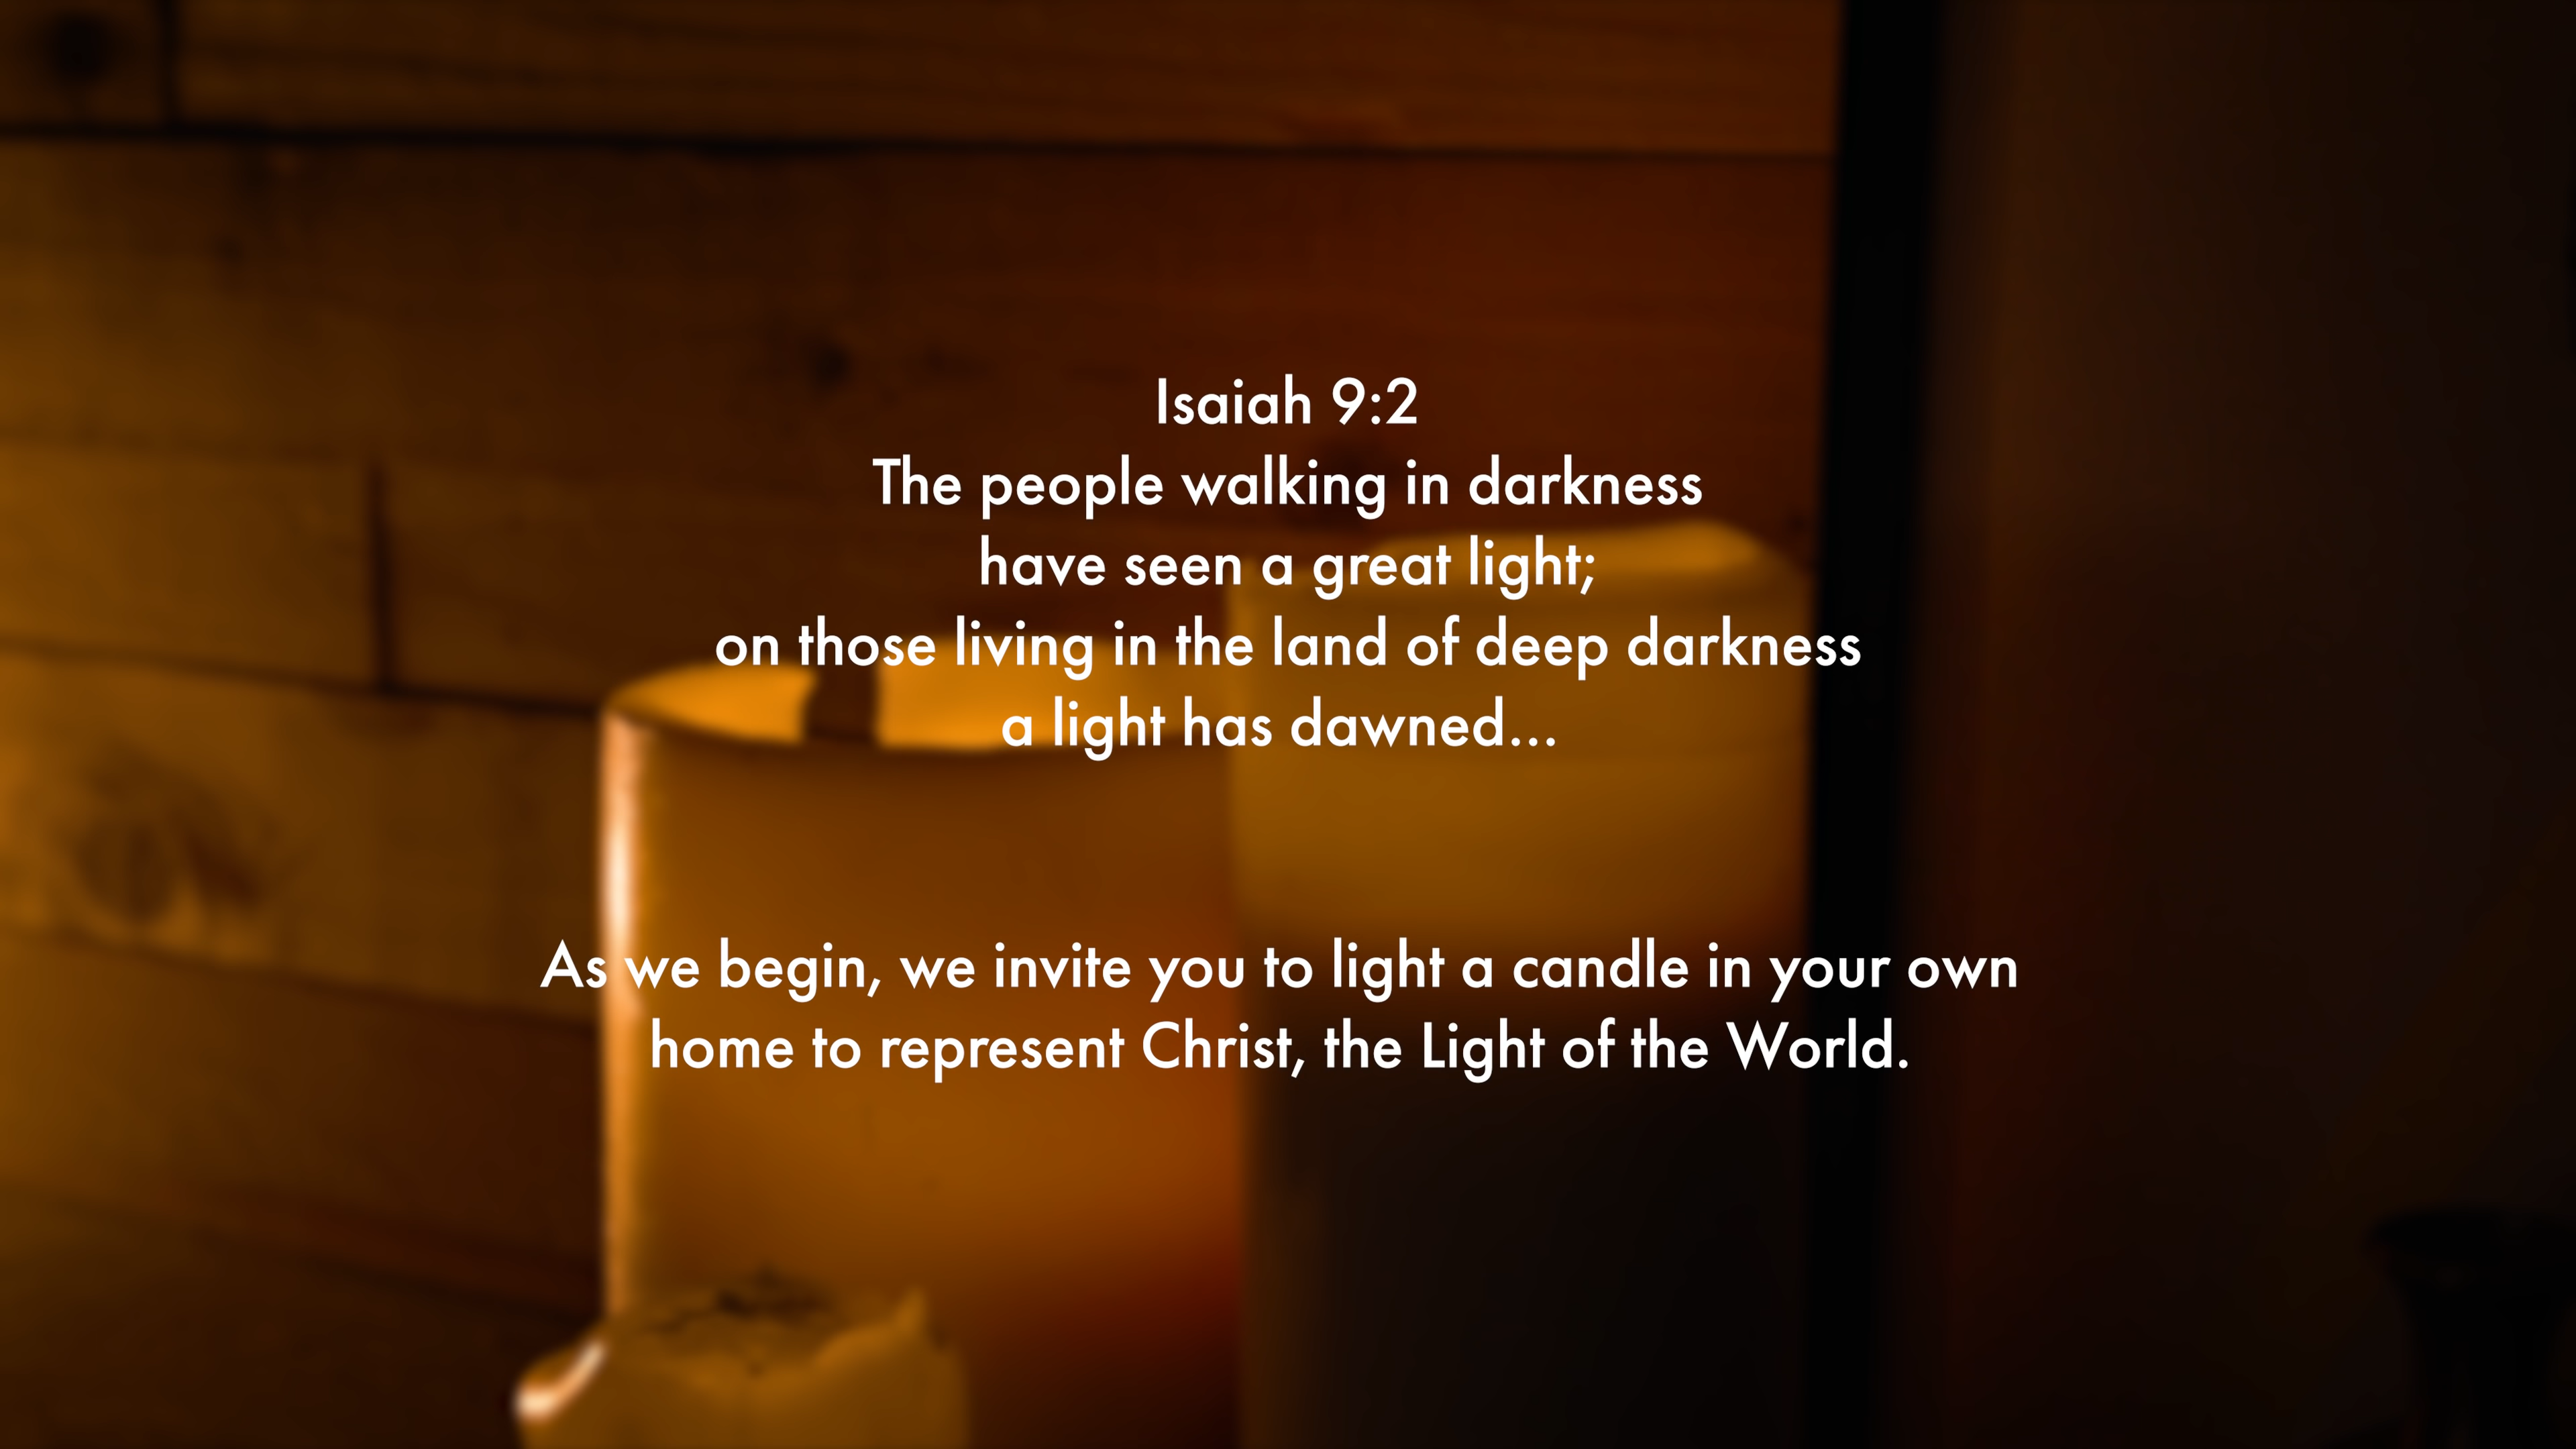 Isaiah 9:2
The people walking in darkness
have seen a great light;
on those living in the land of deep darkness
a light has dawned...
As we begin, we invite you to light a candle in your own
home to represent Christ, the Light of the World.